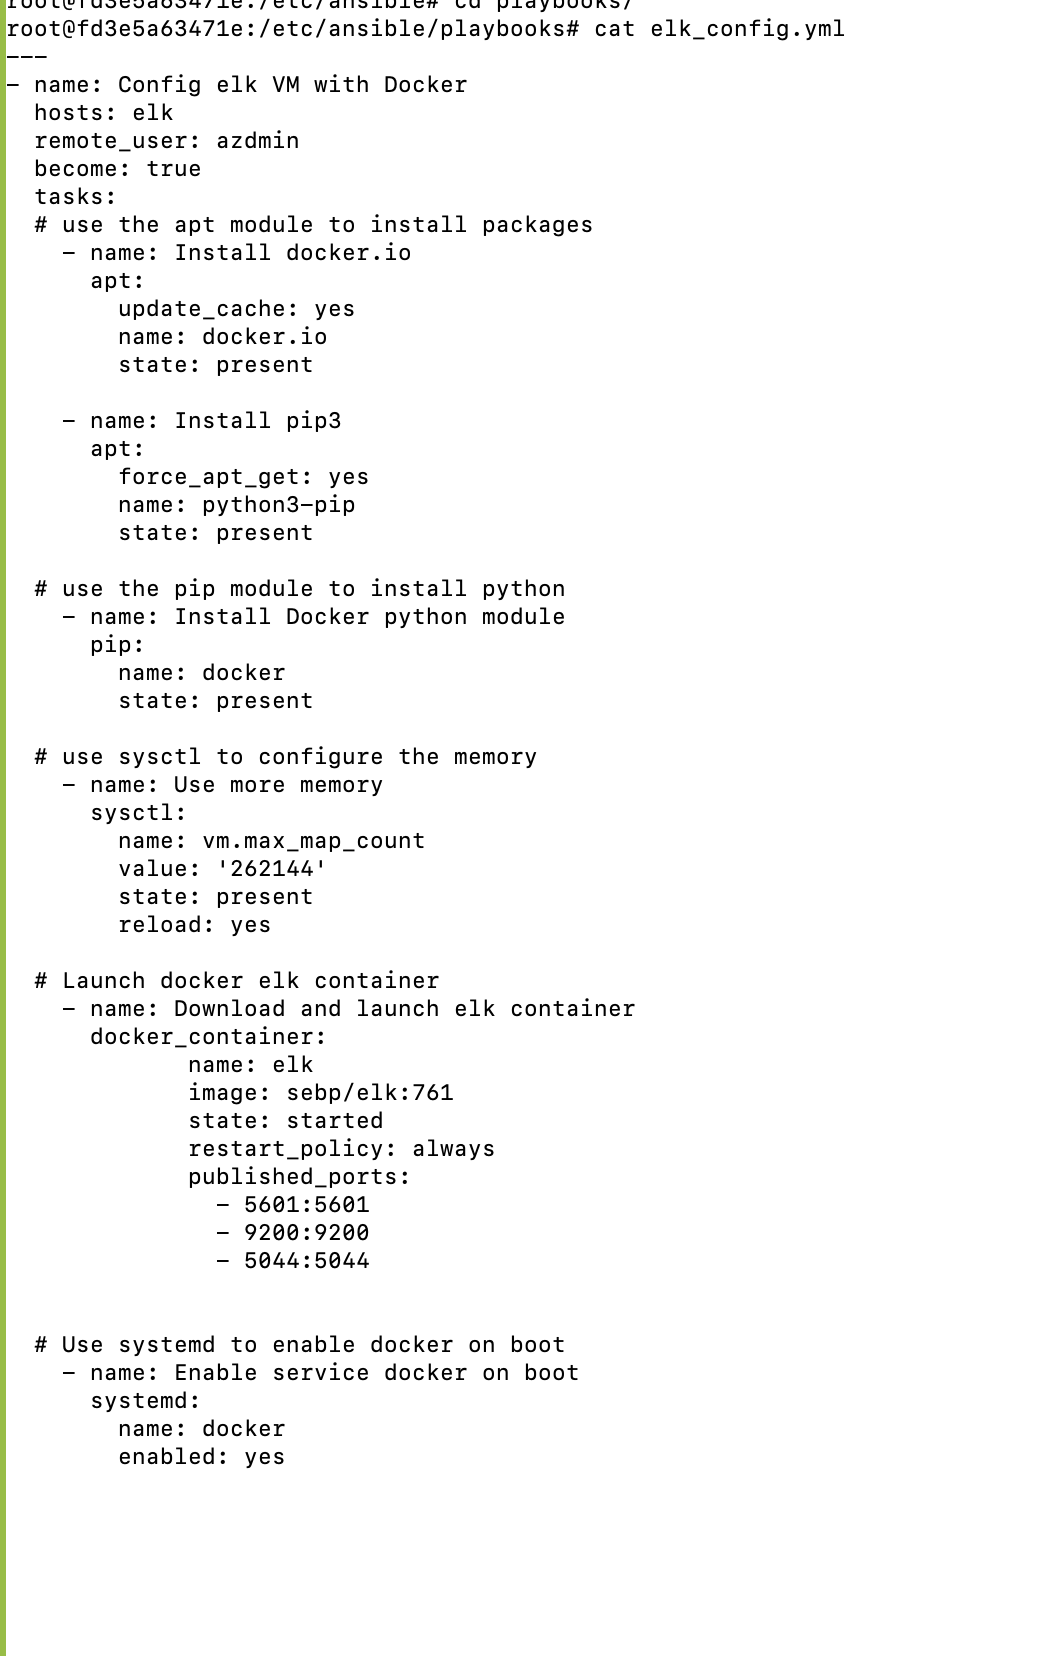 root@fd3e5a63471e:/etc/ansible# cd playbooks/
root@fd3e5a63471e:/etc/ansible/playbooks# cat elk_config.yml
---
- name: Config elk VM with Docker
  hosts: elk
  remote_user: azdmin
  become: true
  tasks:
  # use the apt module to install packages
    - name: Install docker.io
      apt:
        update_cache: yes
        name: docker.io
        state: present

    - name: Install pip3
      apt:
        force_apt_get: yes
        name: python3-pip
        state: present

  # use the pip module to install python
    - name: Install Docker python module
      pip:
        name: docker
        state: present

  # use sysctl to configure the memory
    - name: Use more memory
      sysctl:
        name: vm.max_map_count
        value: '262144'
        state: present
        reload: yes

  # Launch docker elk container
    - name: Download and launch elk container
      docker_container:
             name: elk
             image: sebp/elk:761
             state: started
             restart_policy: always
             published_ports:
               - 5601:5601
               - 9200:9200
               - 5044:5044


  # Use systemd to enable docker on boot
    - name: Enable service docker on boot
      systemd:
        name: docker
        enabled: yes